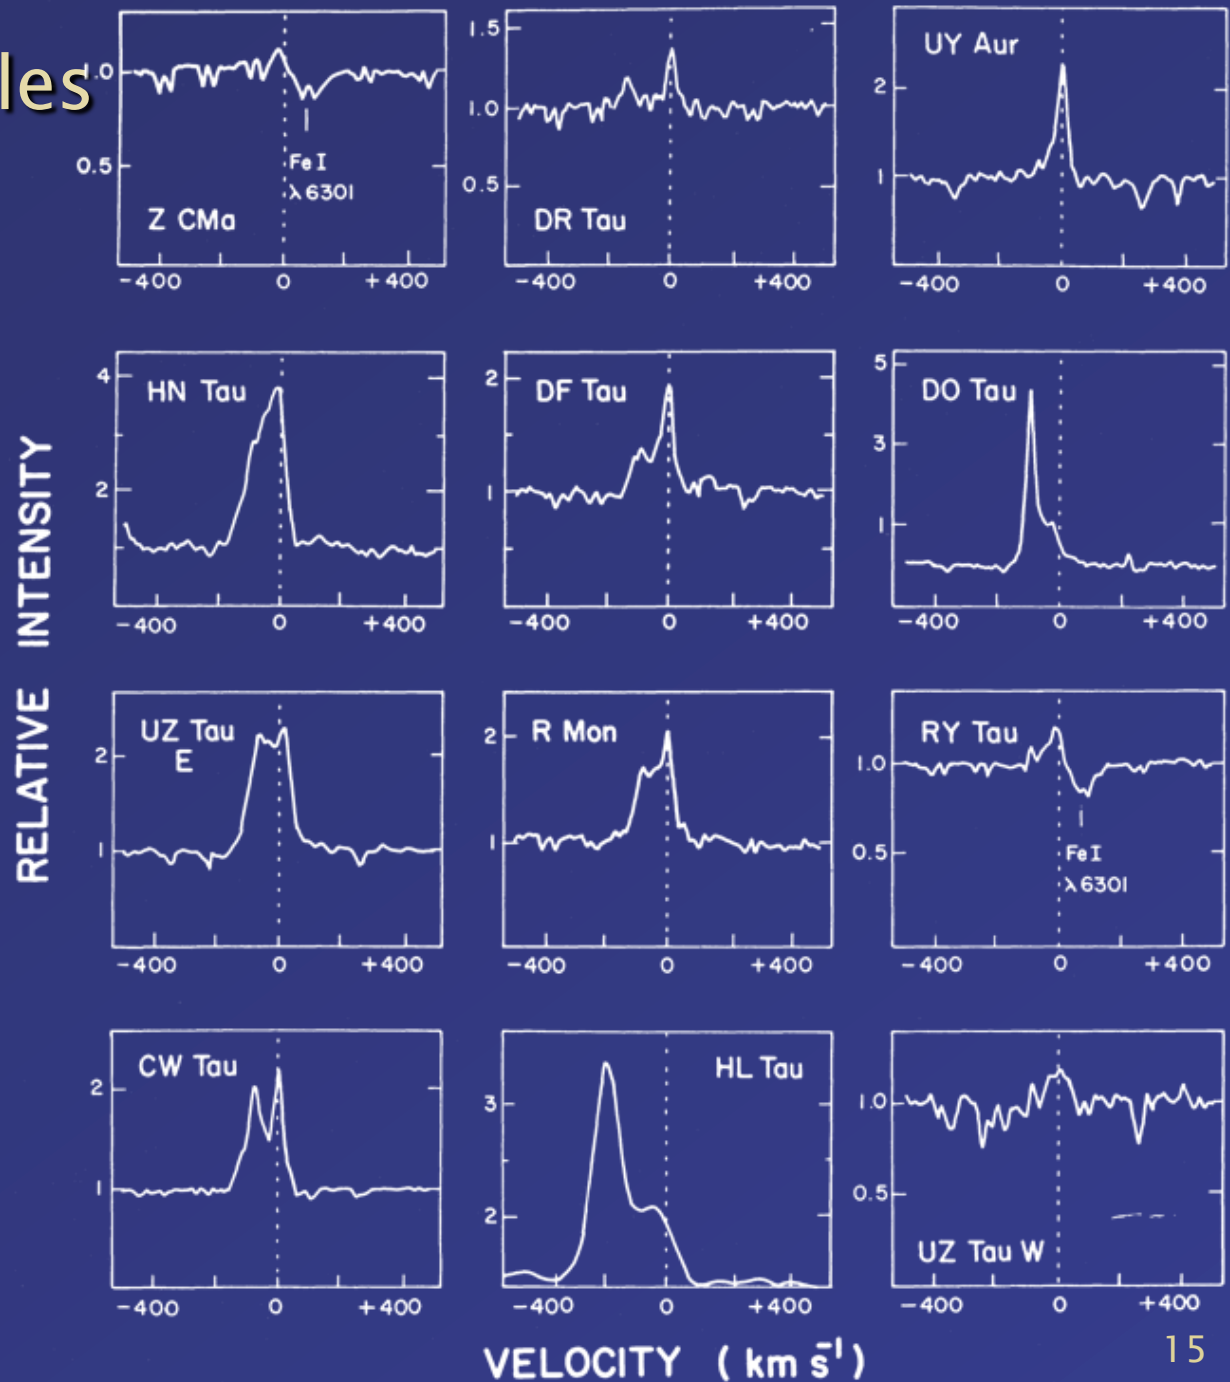 les
1.0
0.5
Fe I
λ6301
Z CMa
-400 0 +400
1.5
1.0
0.5
DR Tau
-400 0 +400
UY Aur
2
1
-400 0 +400
4
HN Tau
2
-400 0 +400
2
DF Tau
1
-400 0 +400
5
DO Tau
3
1
-400 0 +400
UZ Tau
E
2
1
-400 0 +400
R Mon
2
1
-400 0 +400
RY Tau
1.0
0.5
Fe I
λ6301
-400 0 +400
CW Tau
2
1
-400 0 +400
HL Tau
3
2
-400 0 +400
1.0
0.5
UZ Tau W
-400 0 +400
RELATIVE INTENSITY
VELOCITY (km s⁻¹)
15